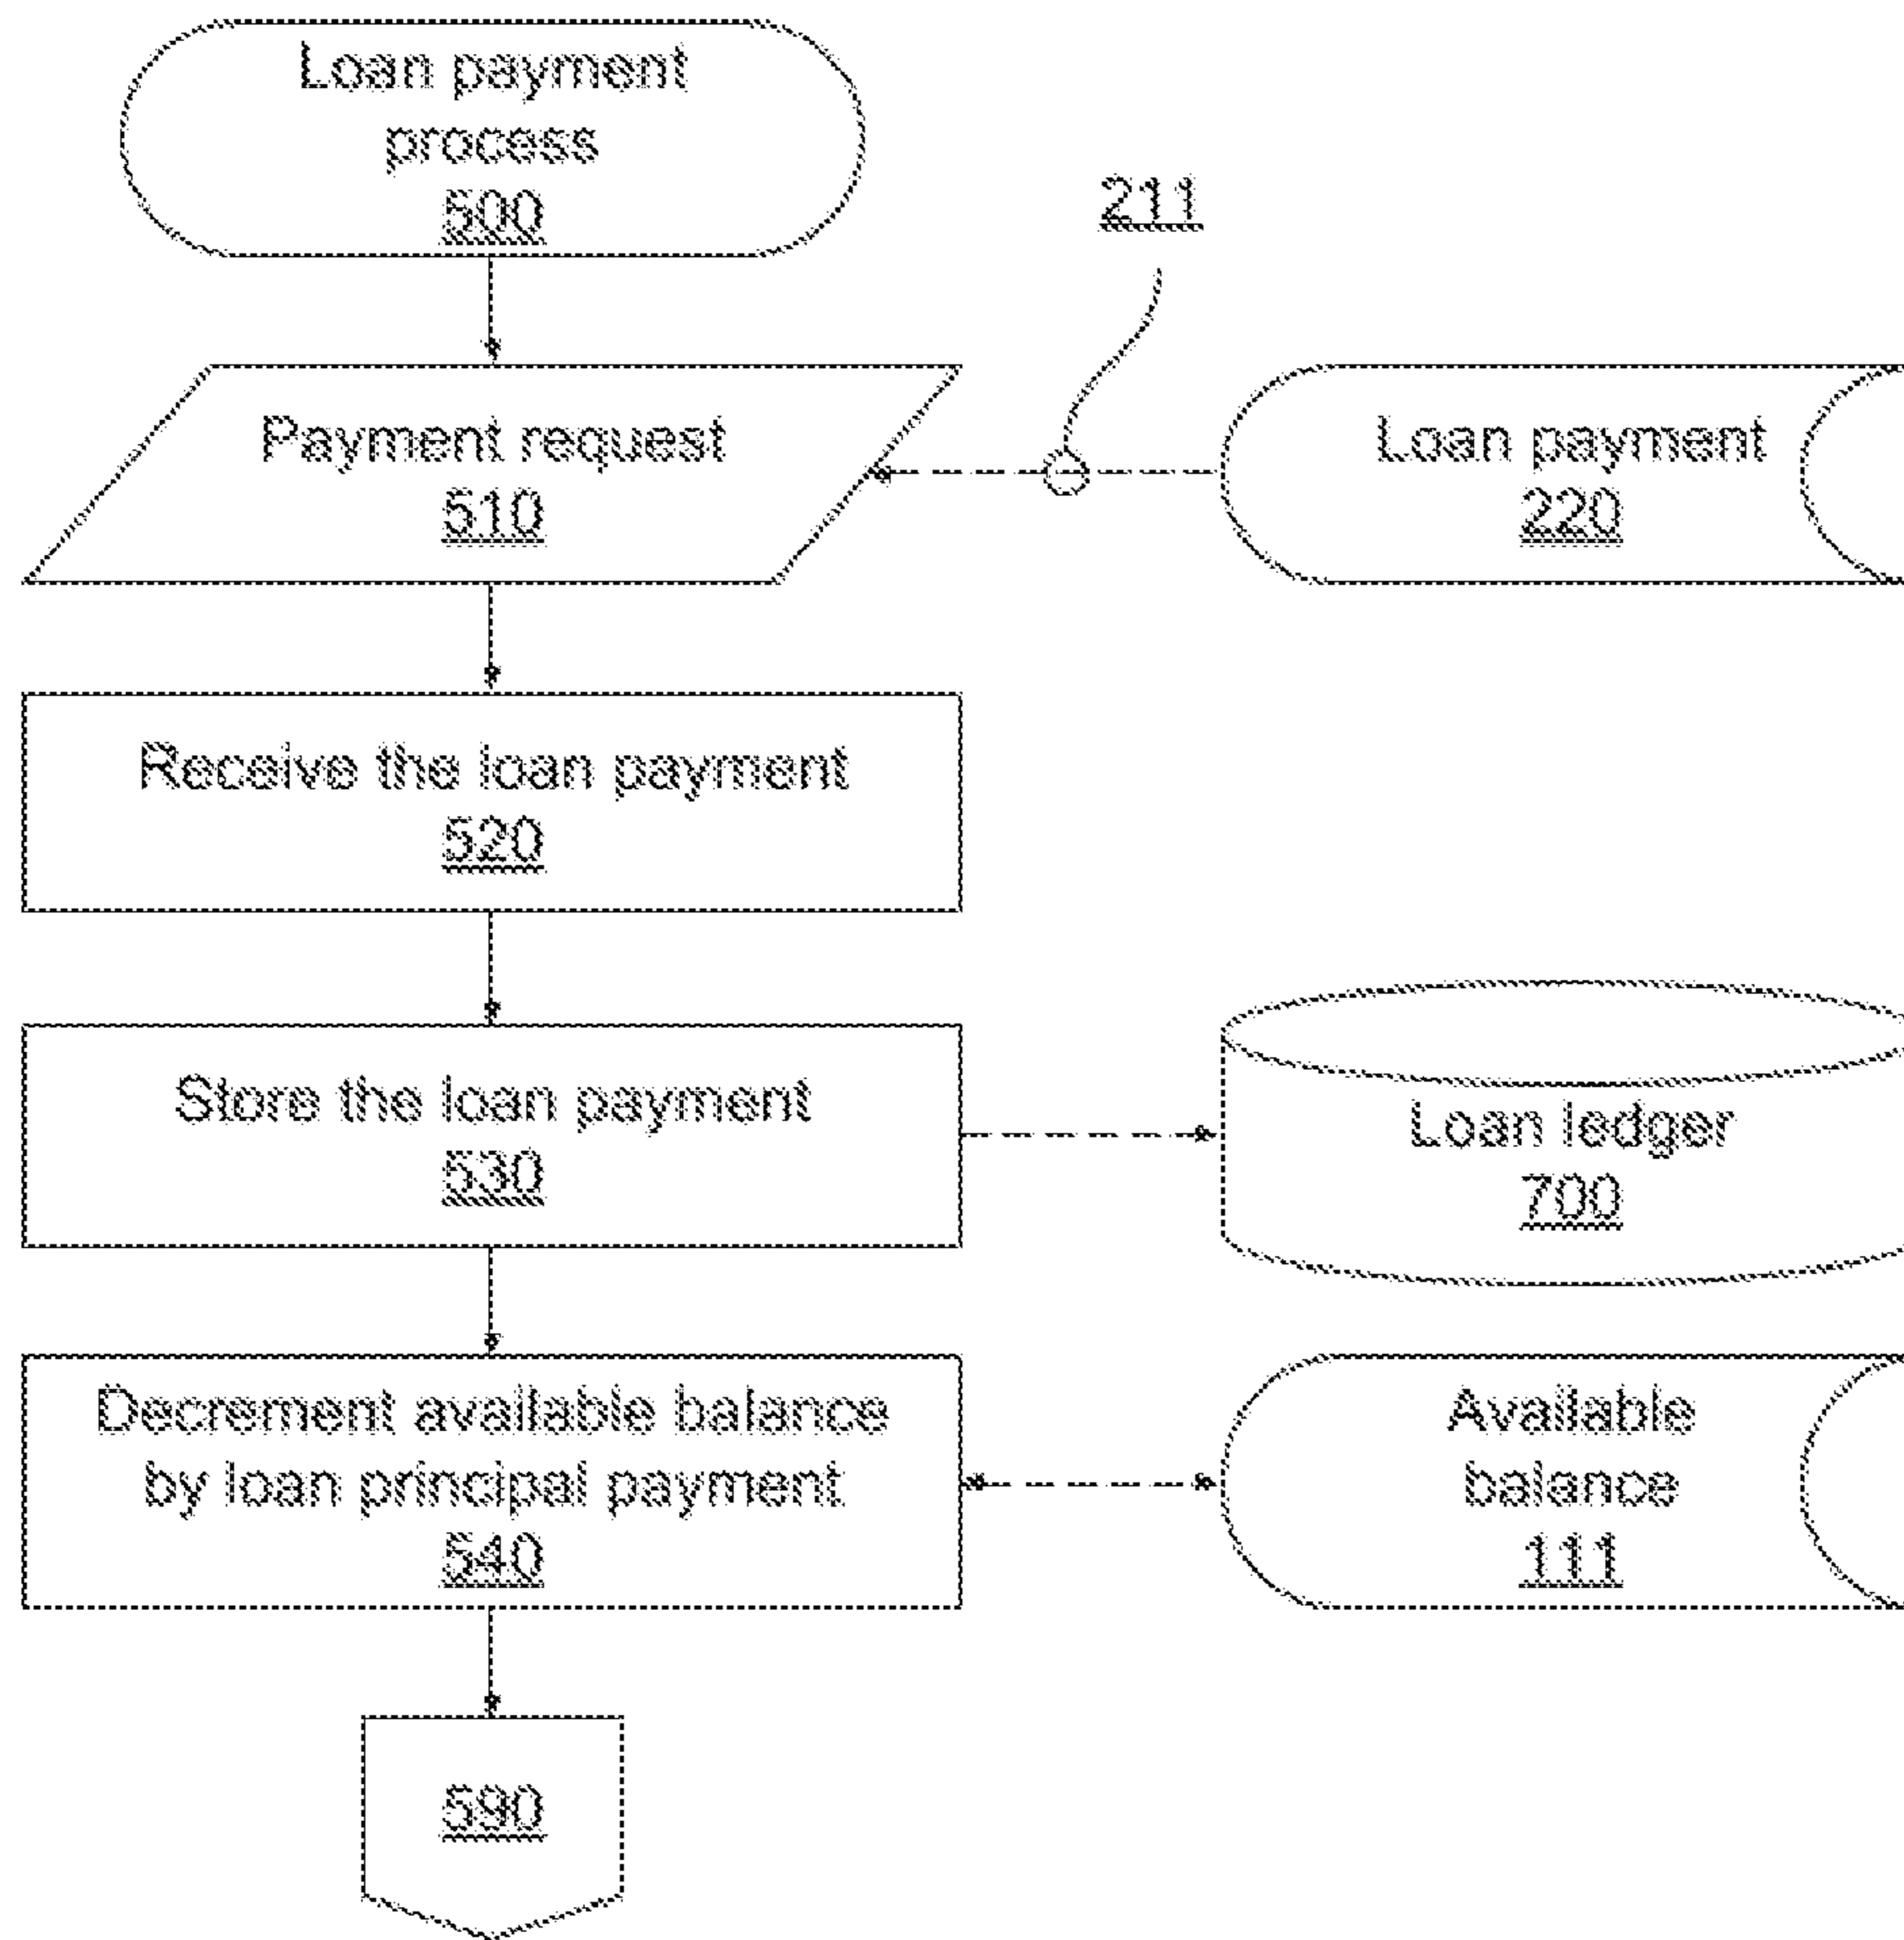 Loan payment
process
500
211
Payment request
510
Loan payment
220
Receive the loan payment
520
Store the loan payment
530
Loan ledger
700
Decrement available balance
by loan principal payment
540
Available
balance
111
590